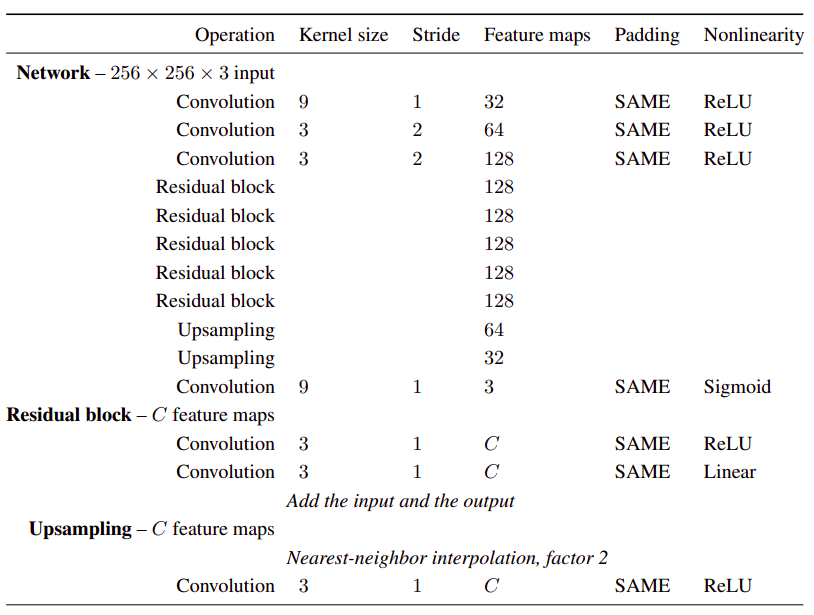 Operation Kernel size Stride Feature maps Padding Nonlinearity
Network – 256 × 256 × 3 input
Convolution 9 1 32 SAME ReLU
Convolution 3 2 64 SAME ReLU
Convolution 3 2 128 SAME ReLU
Residual block 128
Residual block 128
Residual block 128
Residual block 128
Residual block 128
Upsampling 64
Upsampling 32
Convolution 9 1 3 SAME Sigmoid
Residual block – C feature maps
Convolution 3 1 C SAME ReLU
Convolution 3 1 C SAME Linear
Add the input and the output
Upsampling – C feature maps
Nearest-neighbor interpolation, factor 2
Convolution 3 1 C SAME ReLU